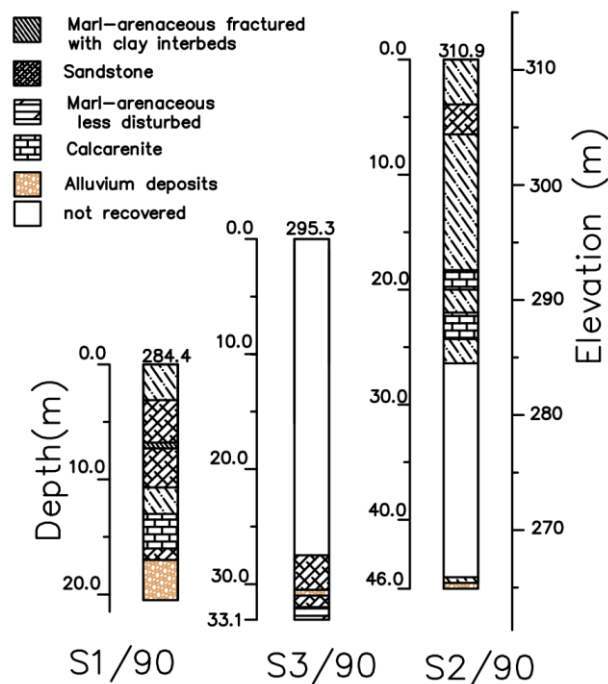 Marl-arenaceous fractured
with clay interbeds
Sandstone
Marl-arenaceous
less disturbed
Calcarenite
Alluvium deposits
not recovered
Depth(m)
0.0
10.0
20.0
284.4
S1/90
0.0
10.0
20.0
30.0
33.1
295.3
S3/90
0.0
10.0
20.0
30.0
40.0
46.0
310.9
S2/90
310
300
290
280
270
Elevation (m)